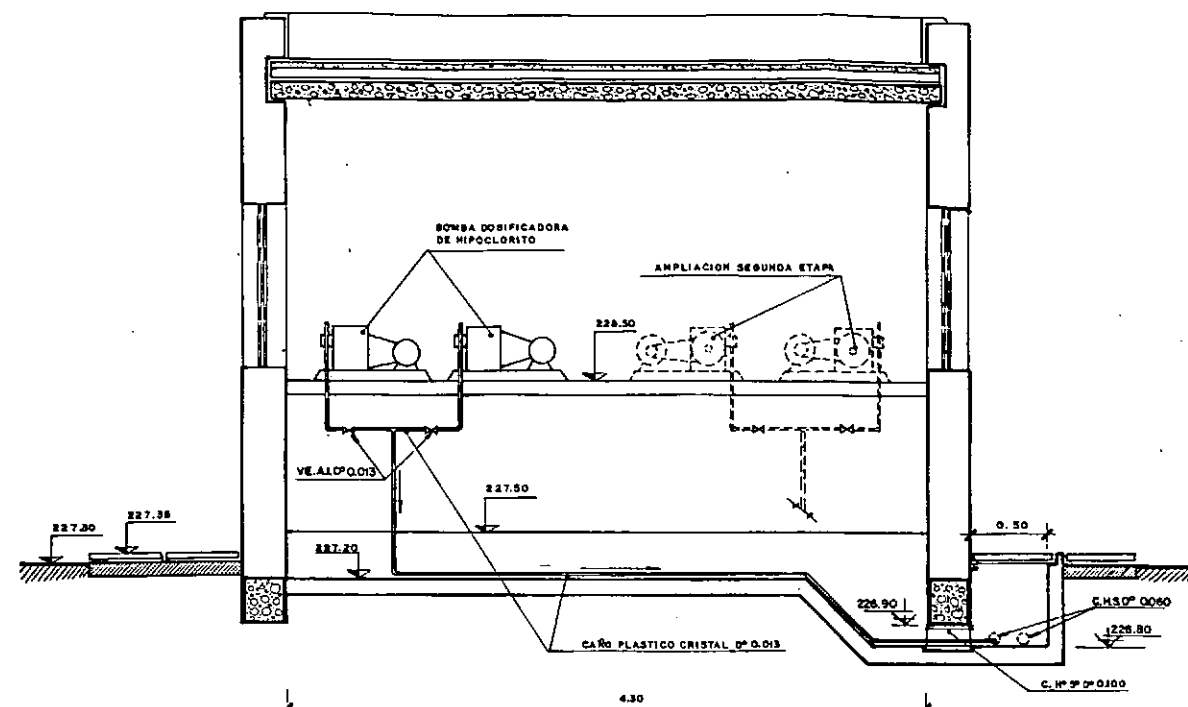 BOMBA DOSIFICADORA
DE HIPOCLORITO
AMPLIACION SEGUNDA ETAPA
228.50
VE.A.I.Dº 0.013
227.50
0.50
227.30
227.35
227.20
226.90
C.H.S Dº 0.060
226.80
CAÑO PLASTICO CRISTAL Dº 0.013
C. Hº Sº Dº 0.100
4.30